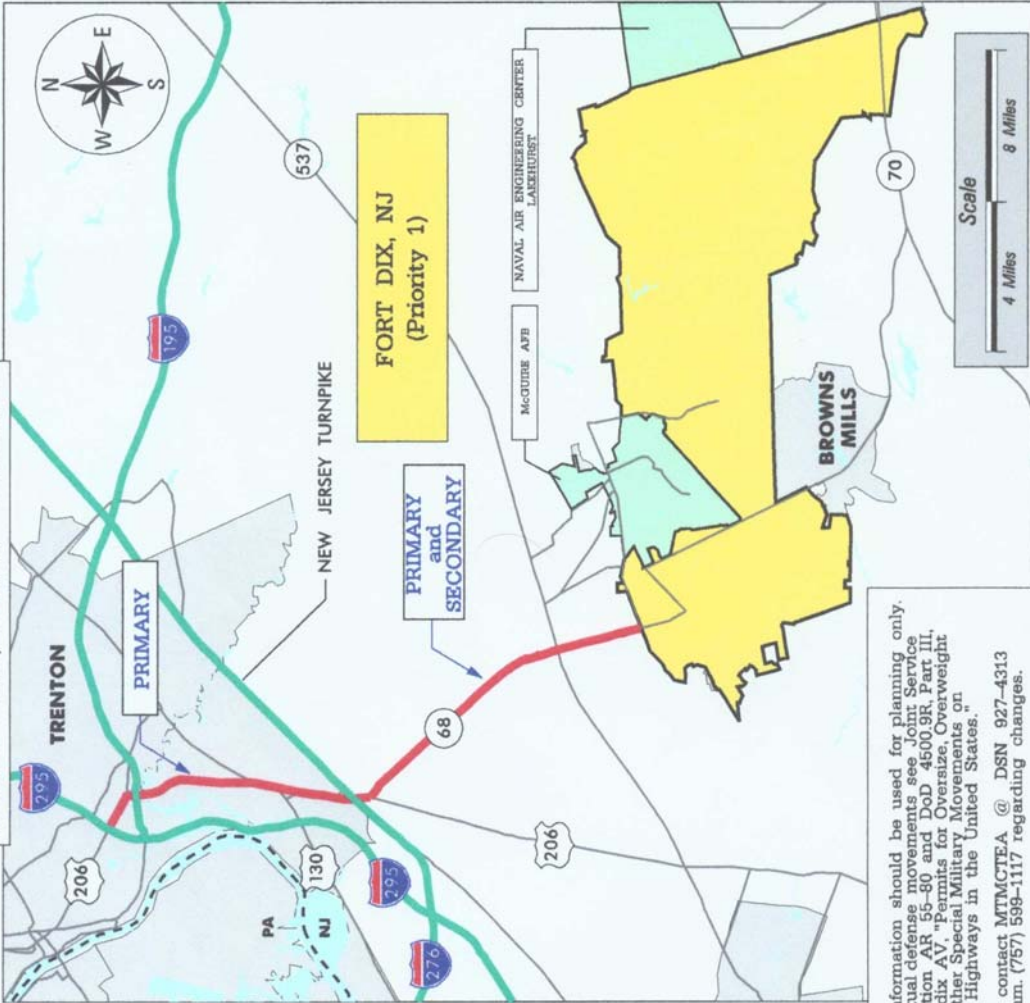 N
E
W
S
TRENTON
295
206
PRIMARY
195
537
NEW JERSEY TURNPIKE
FORT DIX, NJ
(Priority 1)
PRIMARY
and
SECONDARY
McGUIRE AFB
NAVAL AIR ENGINEERING CENTER
LAKEHURST
PA
NJ
130
295
276
68
206
BROWNS
MILLS
70
Scale
4 Miles
8 Miles
formation should be used for planning only.
ual defense movements see Joint Service
tion AR 55-80 and DoD 4500.9R, Part III,
ix AV, "Permits for Oversize, Overweight
her Special Military Movements on
Highways in the United States."
contact MTMCTEA @ DSN 927-4313
m. (757) 599-1117 regarding changes.